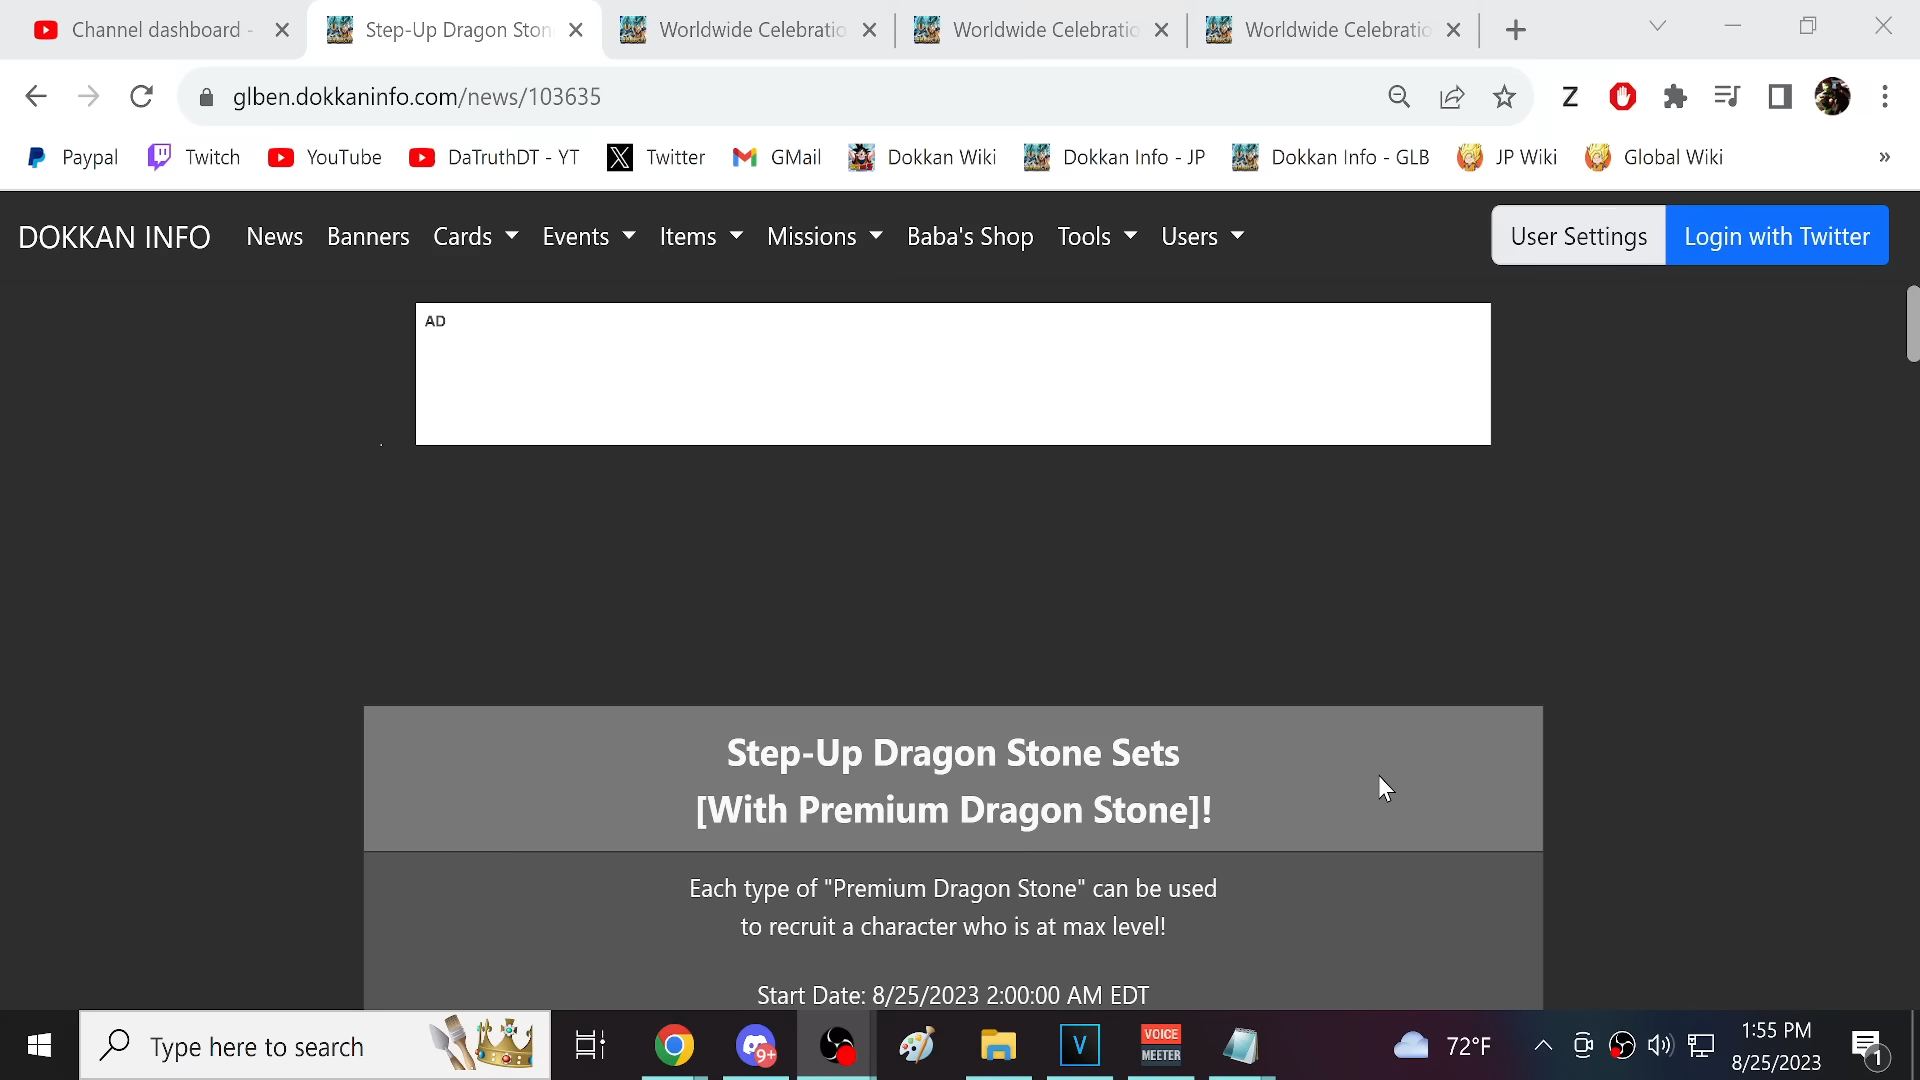 Channel dashboard -
Step-Up Dragon Ston
Worldwide Celebratio
Worldwide Celebratio
Worldwide Celebratio
glben.dokkaninfo.com/news/103635
Z
Paypal
Twitch
YouTube
DaTruthDT - YT
Twitter
GMail
Dokkan Wiki
Dokkan Info - JP
Dokkan Info - GLB
JP Wiki
Global Wiki
»
DOKKAN INFO
News
Banners
Cards
Events
Items
Missions
Baba's Shop
Tools
Users
User Settings
Login with Twitter
AD
Step-Up Dragon Stone Sets
[With Premium Dragon Stone]!
Each type of "Premium Dragon Stone" can be used
to recruit a character who is at max level!
Start Date: 8/25/2023 2:00:00 AM EDT
Type here to search
9+
V
VOICE
MEETER
72°F
1:55 PM
8/25/2023
1